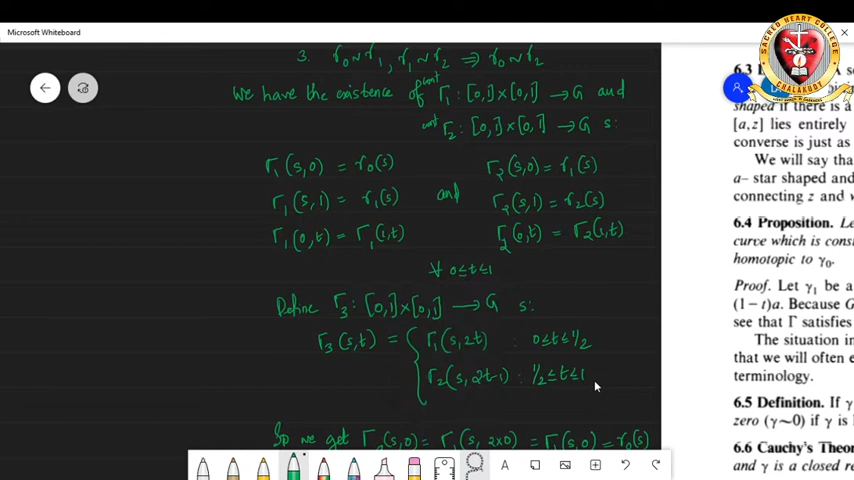 Microsoft Whiteboard
3. γ₀ ~ γ₁, γ₁ ~ γ₂ ⇒ γ₀ ~ γ₂
We have the existence of cont Γ₁ : [0,1]×[0,1] → G and
cont Γ₂ : [0,1]×[0,1] → G s:
Γ₁(s,0) = γ₀(s) Γ₂(s,0) = γ₁(s)
Γ₁(s,1) = γ₁(s) and Γ₂(s,1) = γ₂(s)
Γ₁(0,t) = Γ₁(1,t) Γ₂(0,t) = Γ₂(1,t)
∀ 0≤t≤1
Define Γ₃ : [0,1]×[0,1] → G s:
Γ₃(s,t) = { Γ₁(s,2t) : 0≤t≤1/2
Γ₂(s,2t-1) : 1/2≤t≤1
So we get Γ₃(s,0) = Γ₁(s, 2×0) = Γ₁(s,0) = γ₀(s)
SACRED HEART COLLEGE
CHALAKUDY
6.3
shaped if there is a
[a,z] lies entirely
converse is just as
We will say tha
a- star shaped and
connecting z and
6.4 Proposition. Le
curve which is cons
homotopic to γ₀.
Proof. Let γ₁ be a
(1−t)a. Because G
see that Γ satisfies
The situation in
that we will often e
terminology.
6.5 Definition. If γ
zero (γ~0) if γ is
6.6 Cauchy's Theor
and γ is a closed re